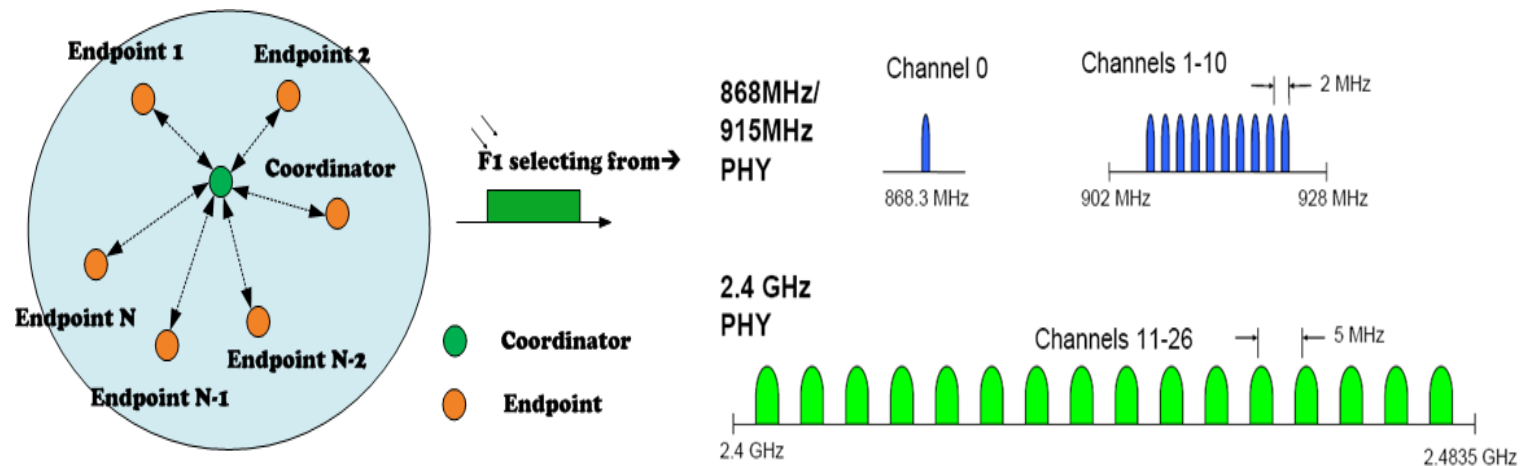 Endpoint 1
Endpoint 2
Coordinator
Endpoint N
Endpoint N-2
Endpoint N-1
Coordinator
Endpoint
F1 selecting from→
868MHz/
915MHz
PHY
Channel 0
868.3 MHz
Channels 1-10
2 MHz
902 MHz
928 MHz
2.4 GHz
PHY
Channels 11-26
5 MHz
2.4 GHz
2.4835 GHz